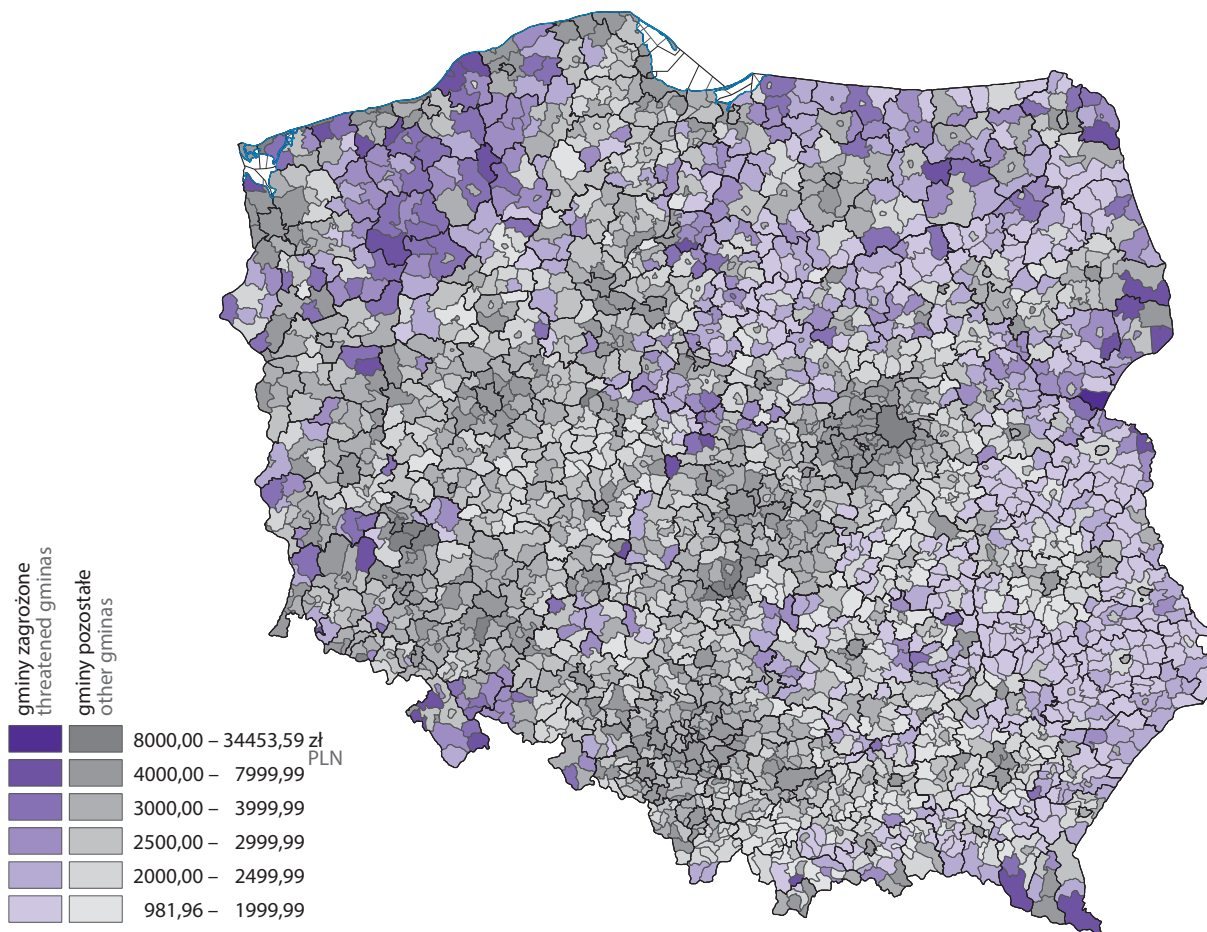 gminy zagrożone
threatened gminas
gminy pozostałe
other gminas
8000,00 – 34453,59 zł
PLN
4000,00 – 7999,99
3000,00 – 3999,99
2500,00 – 2999,99
2000,00 – 2499,99
981,96 – 1999,99